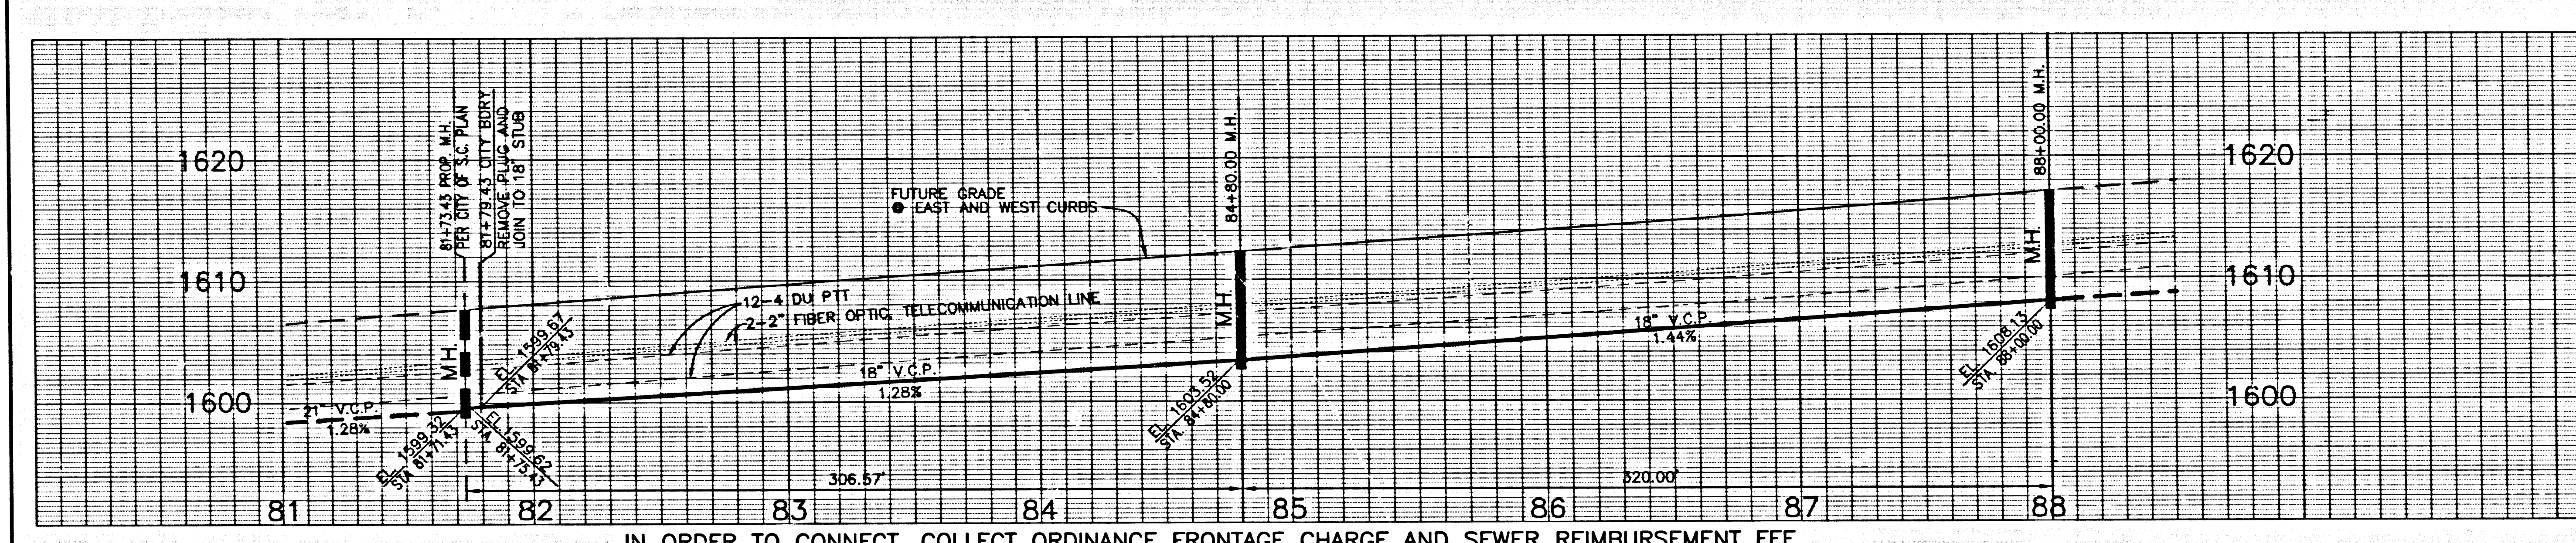 81+73.43 PROP. M.H.
PER CITY OF S.C. PLAN
81+79.43 CITY BDRY
REMOVE PLUG AND
JOIN TO 18" STUB
84+80.00 M.H.
88+00.00 M.H.
1620
1620
FUTURE GRADE
@ EAST AND WEST CURBS
1610
1610
M.H.
M.H.
M.H.
12-4 DU PTT
2-2" FIBER OPTIC, TELECOMMUNICATION LINE
EL 1599.67
STA 81+79.43
18" V.C.P.
1.28%
18" V.C.P.
1.44%
1600
1600
21" V.C.P.
1.28%
EL 1599.32
STA 81+71.43
EL 1599.62
STA. 81+75.43
EL 1603.52
STA. 84+80.00
EL 1608.13
STA. 88+00.00
306.57'
320.00'
81 82 83 84 85 86 87 88
IN ORDER TO CONNECT, COLLECT ORDINANCE FRONTAGE CHARGE AND SEWER REIMBURSEMENT FEE